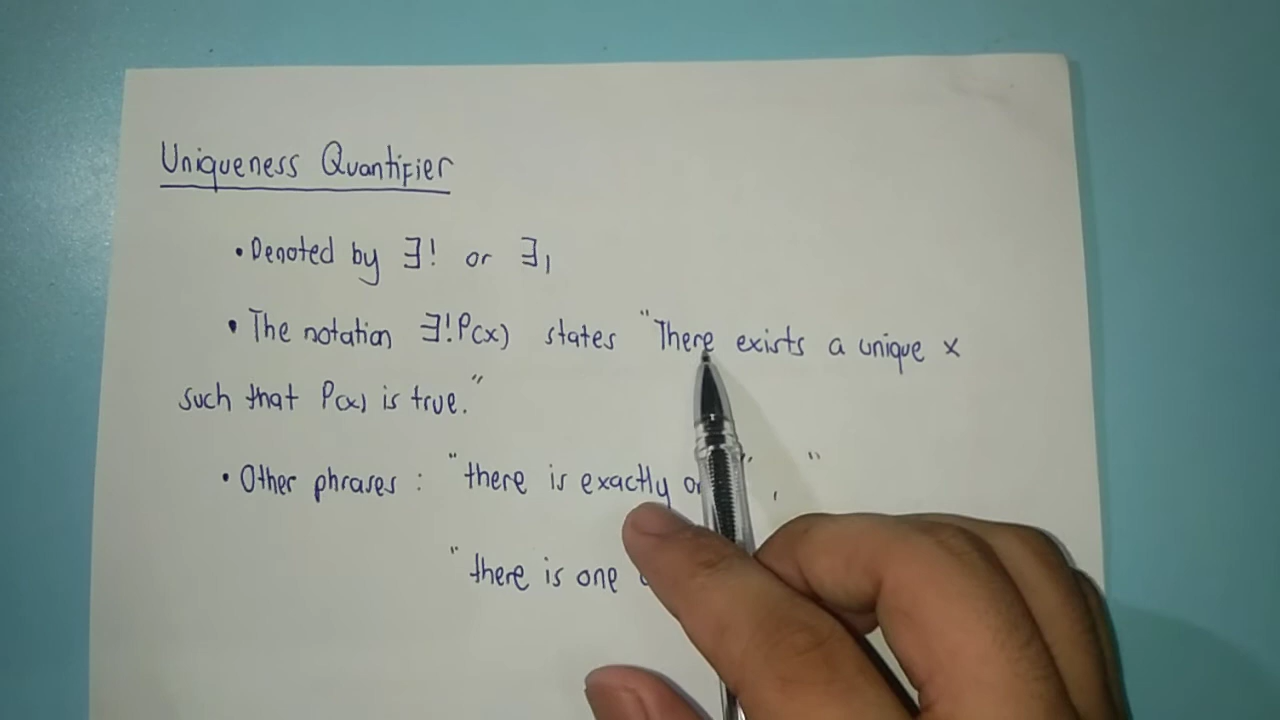 Uniqueness Quantifier
• Denoted by ∃! or ∃₁
• The notation ∃!P(x) states "There exists a unique x
such that P(x) is true."
• Other phrases : "there is exactly
"there is one